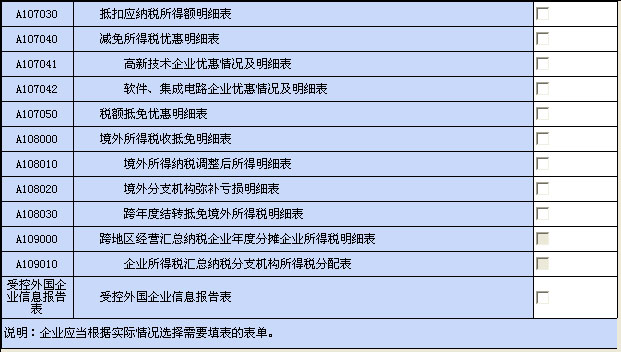 A107030 抵扣应纳税所得额明细表
A107040 减免所得税优惠明细表
A107041 高新技术企业优惠情况及明细表
A107042 软件、集成电路企业优惠情况及明细表
A107050 税额抵免优惠明细表
A108000 境外所得税收抵免明细表
A108010 境外所得纳税调整后所得明细表
A108020 境外分支机构弥补亏损明细表
A108030 跨年度结转抵免境外所得税明细表
A109000 跨地区经营汇总纳税企业年度分摊企业所得税明细表
A109010 企业所得税汇总纳税分支机构所得税分配表
受控外国企
业信息报告
表
受控外国企业信息报告表
说明：企业应当根据实际情况选择需要填表的表单。